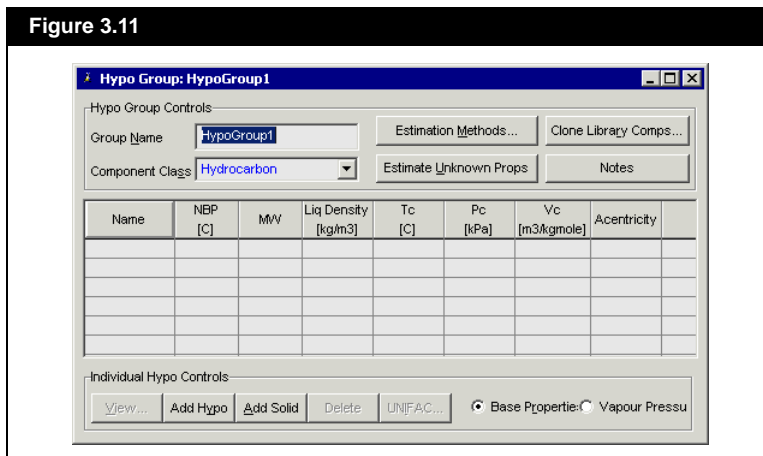 Figure 3.11
Hypo Group: HypoGroup1
Hypo Group Controls
Group Name HypoGroup1 Estimation Methods... Clone Library Comps...
Component Class Hydrocarbon Estimate Unknown Props Notes
Name NBP [C] MW Liq Density [kg/m3] Tc [C] Pc [kPa] Vc [m3/kgmole] Acentricity
Individual Hypo Controls
View... Add Hypo Add Solid Delete UNIFAC... Base Propertie Vapour Pressu